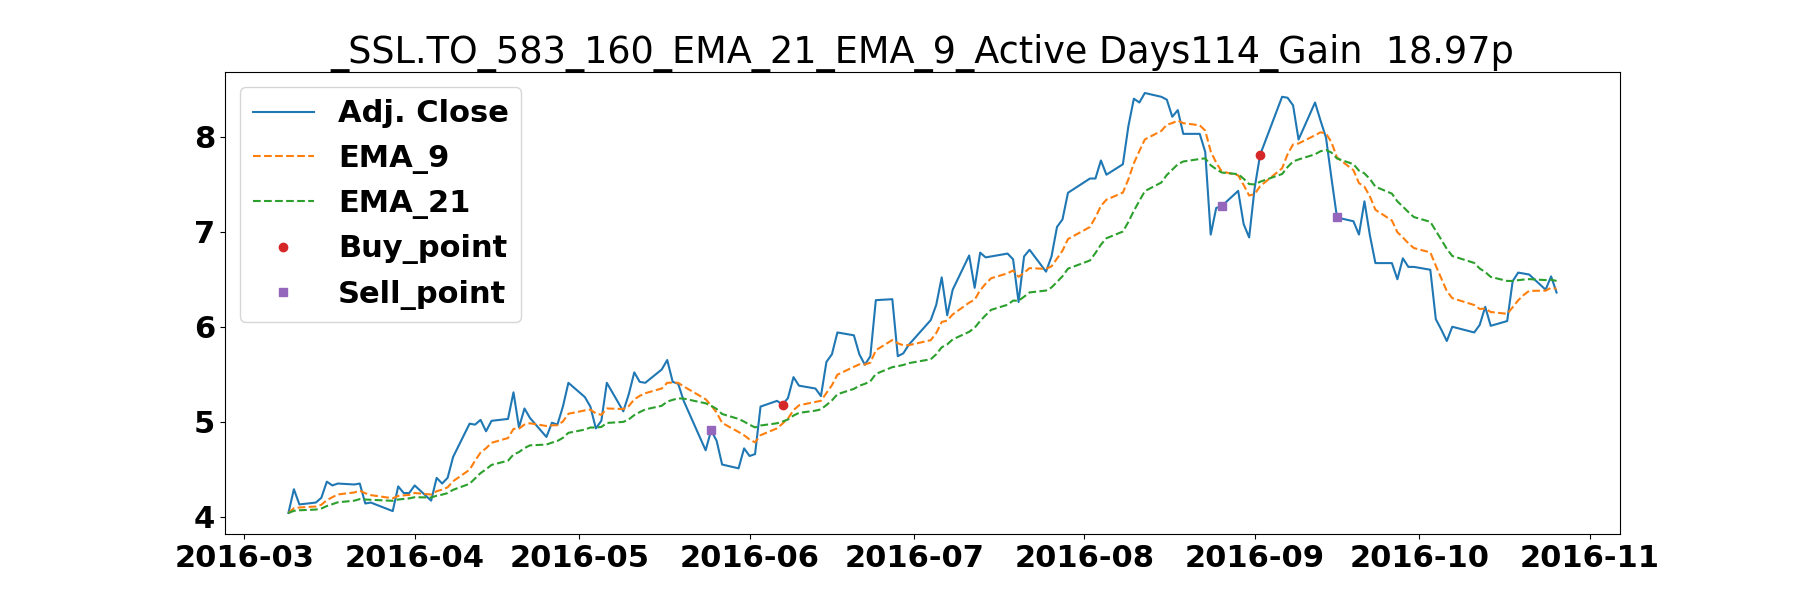 _SSL.TO_583_160_EMA_21_EMA_9_Active Days114_Gain  18.97p
Adj. Close
EMA_9
EMA_21
Buy_point
Sell_point
8
7
6
5
4
2016-03 2016-04 2016-05 2016-06 2016-07 2016-08 2016-09 2016-10 2016-11